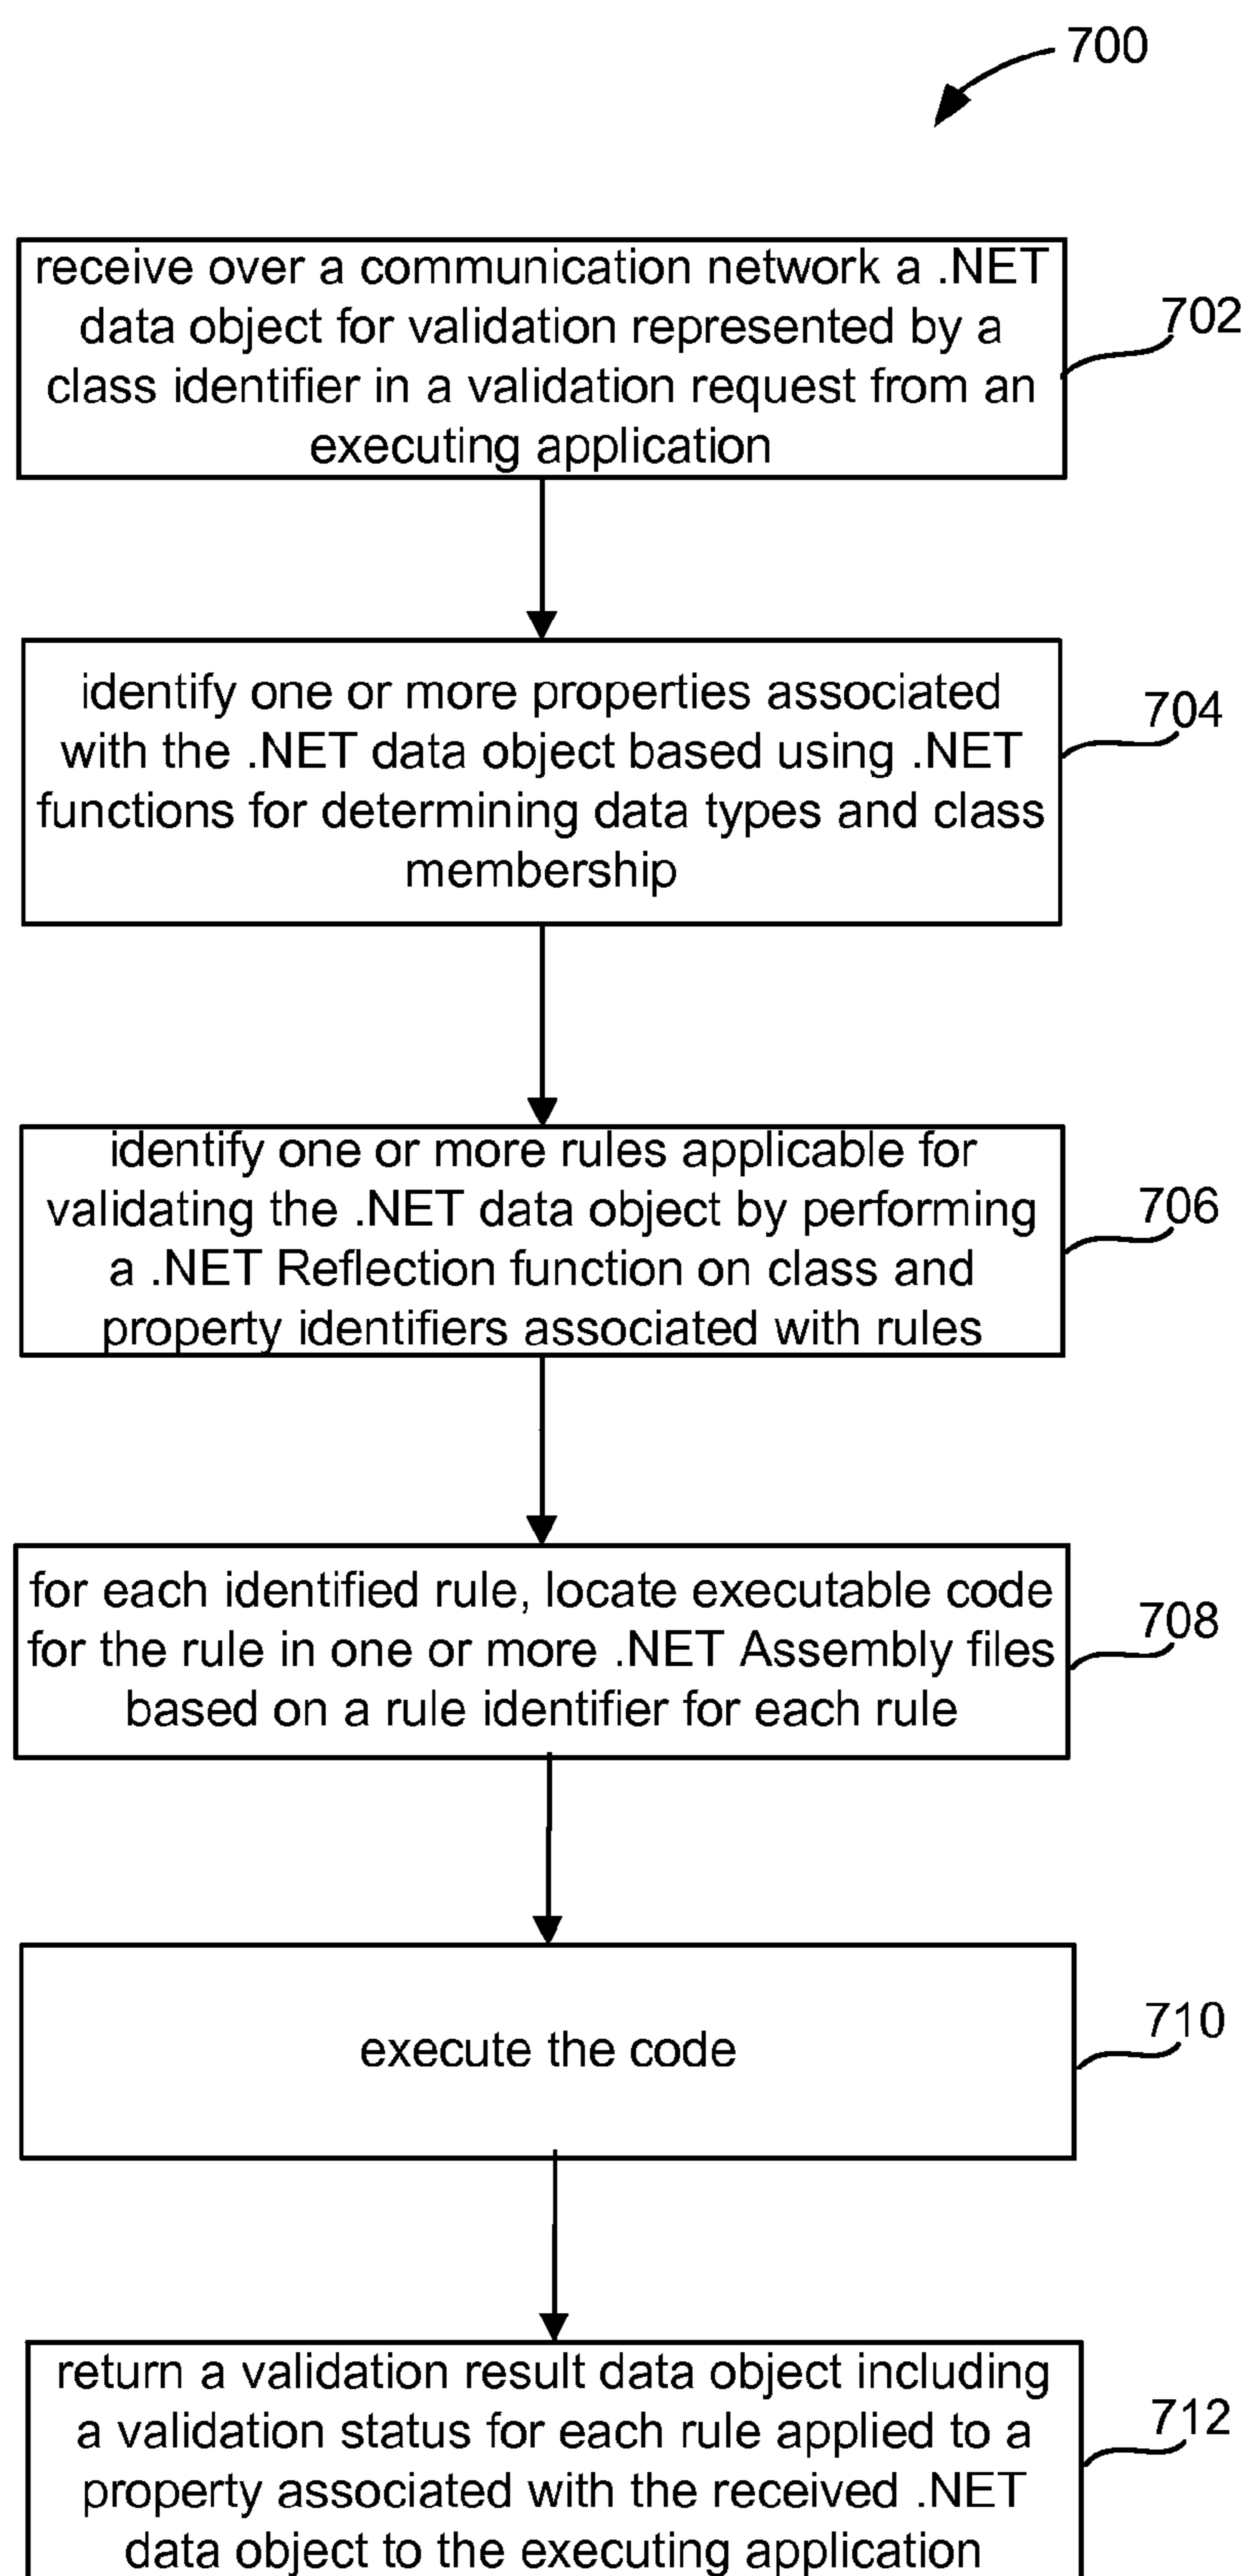 700
receive over a communication network a .NET
data object for validation represented by a
class identifier in a validation request from an
executing application
702
identify one or more properties associated
with the .NET data object based using .NET
functions for determining data types and class
membership
704
identify one or more rules applicable for
validating the .NET data object by performing
a .NET Reflection function on class and
property identifiers associated with rules
706
for each identified rule, locate executable code
for the rule in one or more .NET Assembly files
based on a rule identifier for each rule
708
execute the code
710
return a validation result data object including
a validation status for each rule applied to a
property associated with the received .NET
data object to the executing application
712